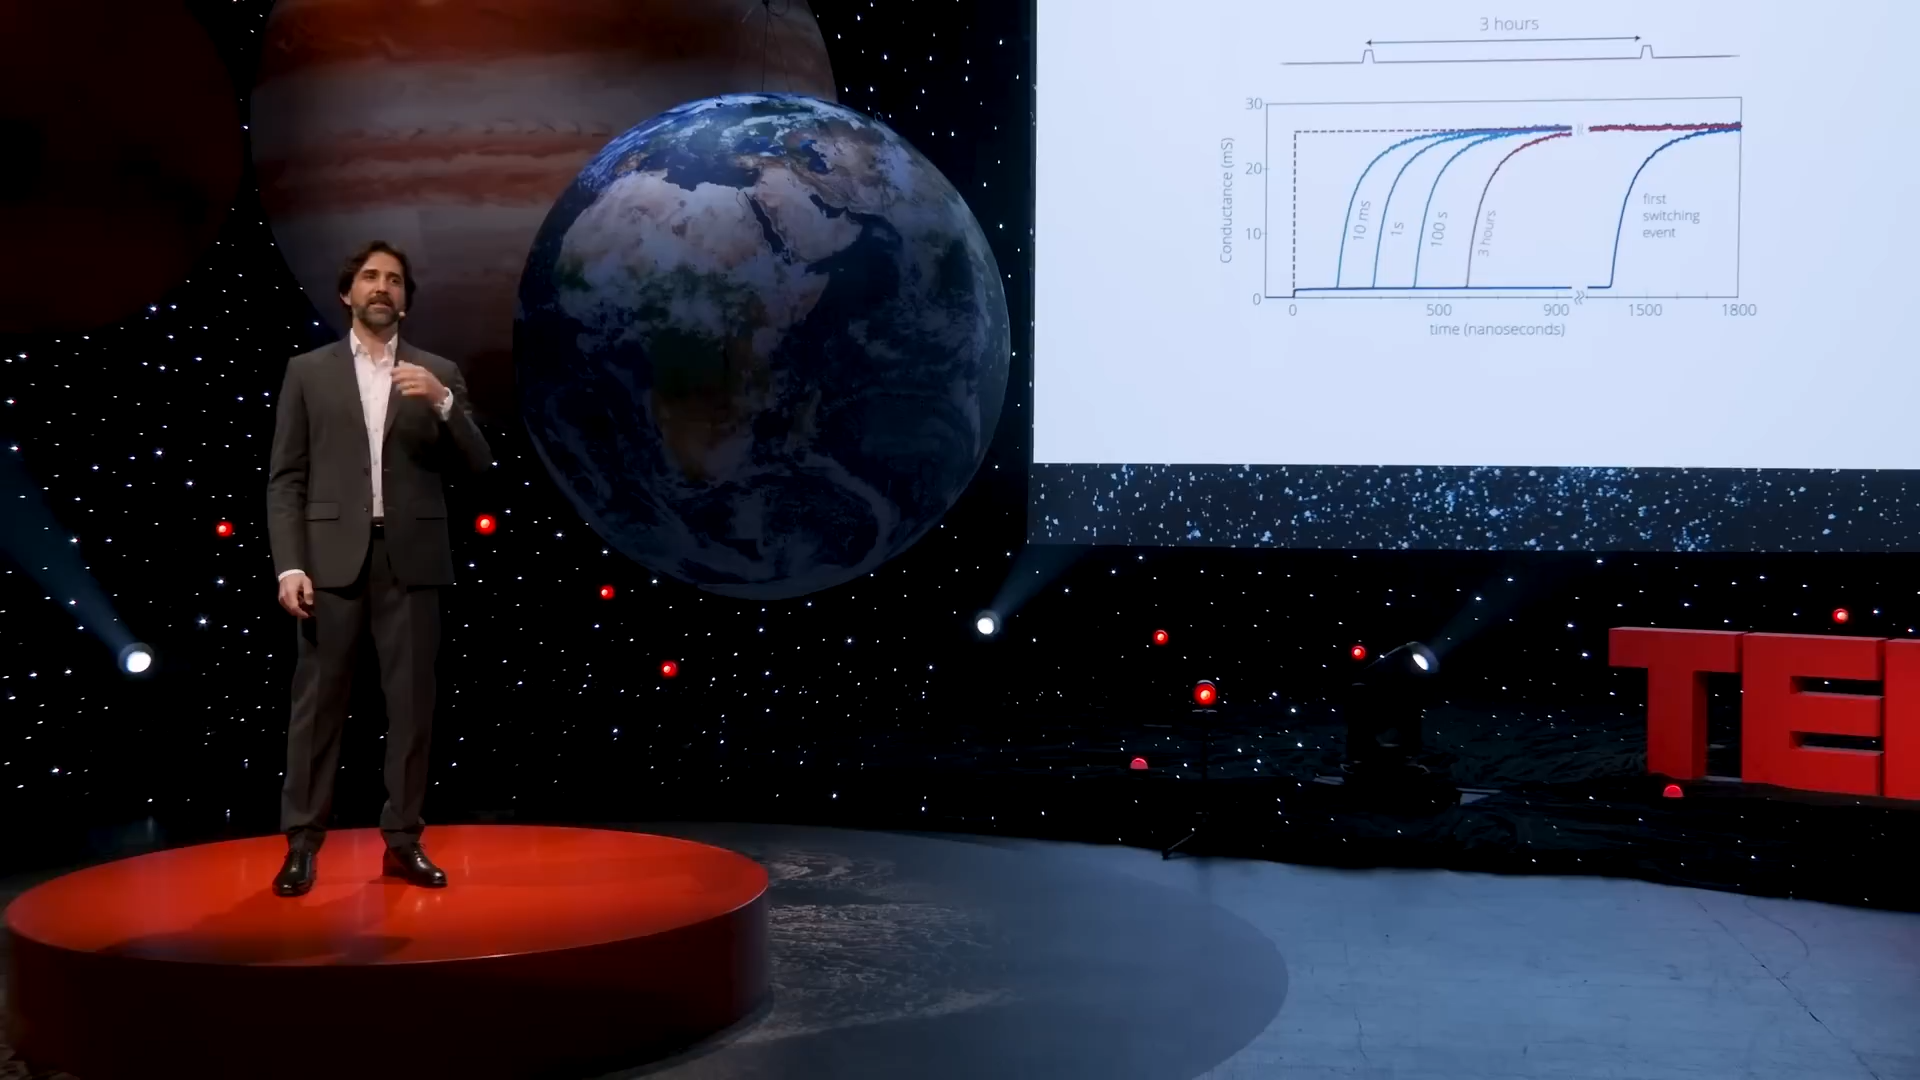 3 hours
30
20
10
0
Conductance (mS)
10 ms
1s
100 s
3 hours
first
switching
event
0
500
900
1500
1800
time (nanoseconds)
TE